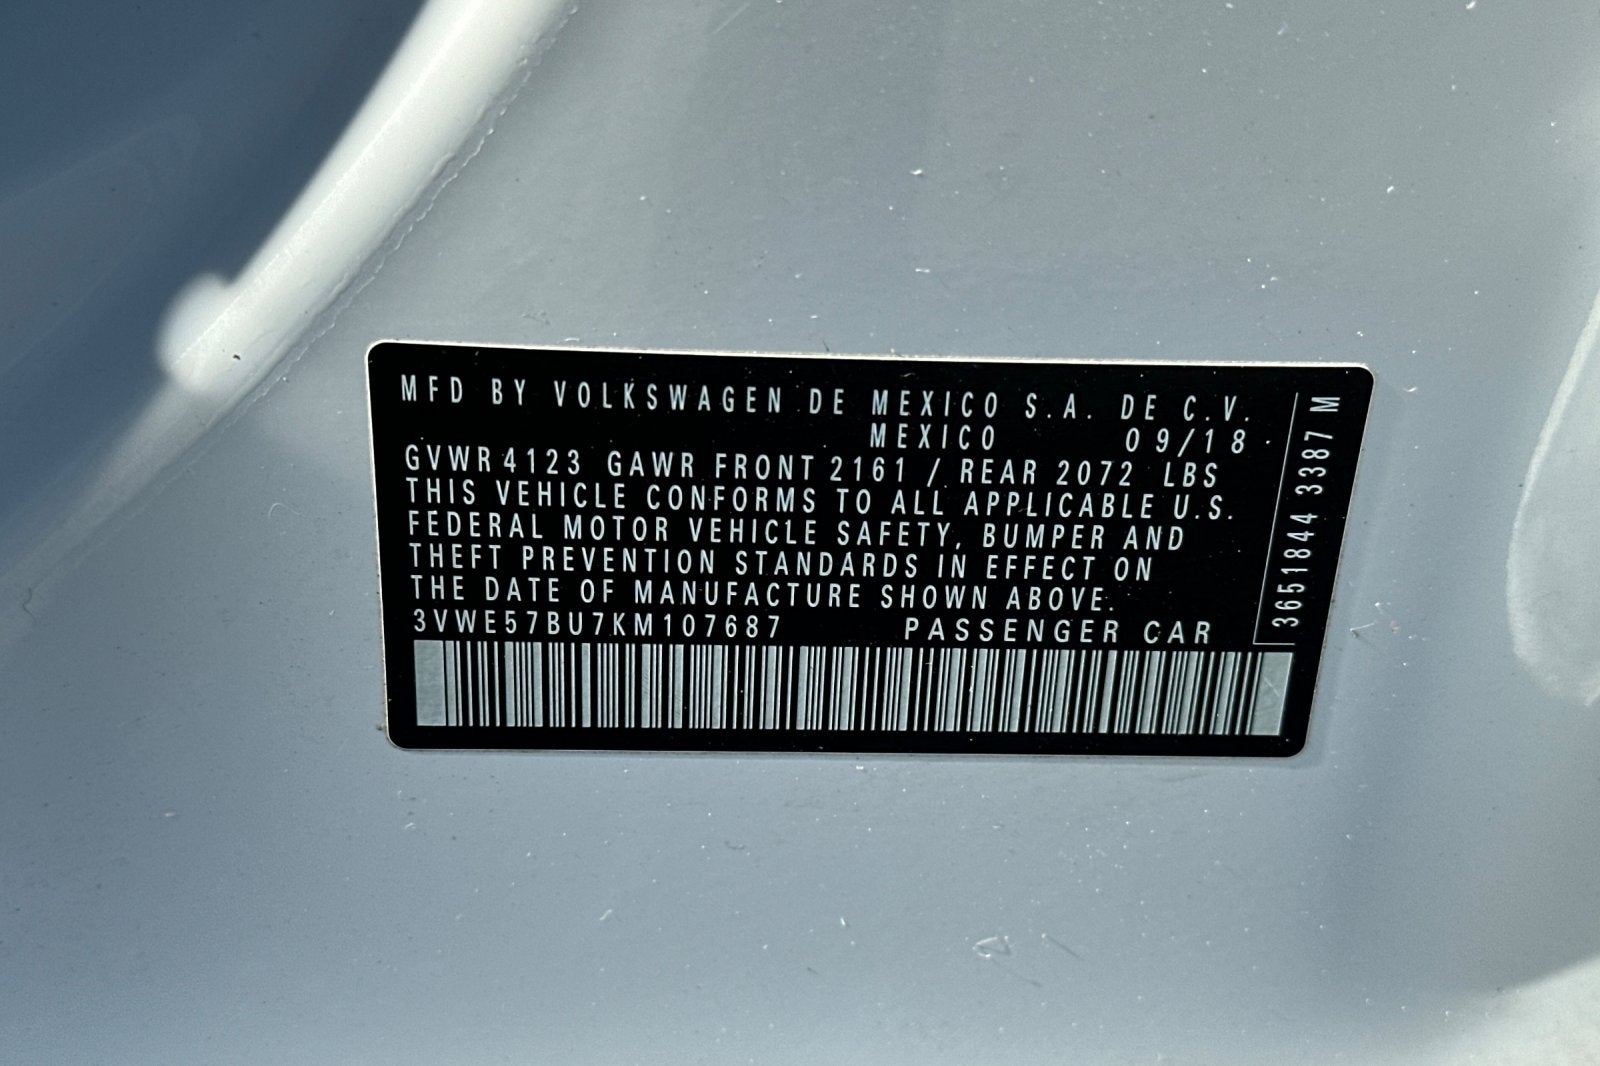 MFD BY VOLKSWAGEN DE MEXICO S.A. DE C.V.
MEXICO 09/18
GVWR 4123 GAWR FRONT 2161 / REAR 2072 LBS
THIS VEHICLE CONFORMS TO ALL APPLICABLE U.S.
FEDERAL MOTOR VEHICLE SAFETY, BUMPER AND
THEFT PREVENTION STANDARDS IN EFFECT ON
THE DATE OF MANUFACTURE SHOWN ABOVE.
3VWE57BU7KM107687 PASSENGER CAR
3651844 3387 M